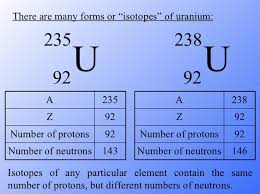 There are many forms or “isotopes” of uranium:
235
92
U
238
92
U
A 235
Z 92
Number of protons 92
Number of neutrons 143
A 238
Z 92
Number of protons 92
Number of neutrons 146
Isotopes of any particular element contain the same
number of protons, but different numbers of neutrons.